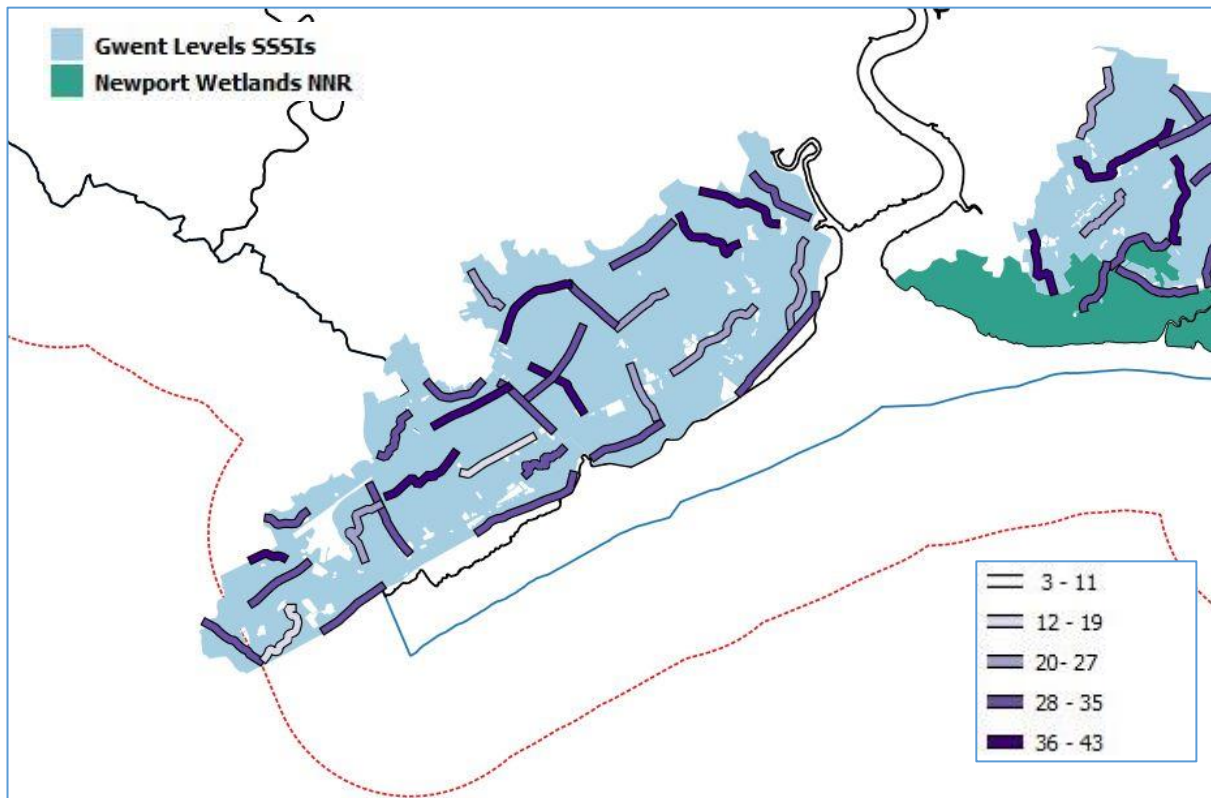 Gwent Levels SSSIs
Newport Wetlands NNR
3 - 11
12 - 19
20- 27
28 - 35
36 - 43